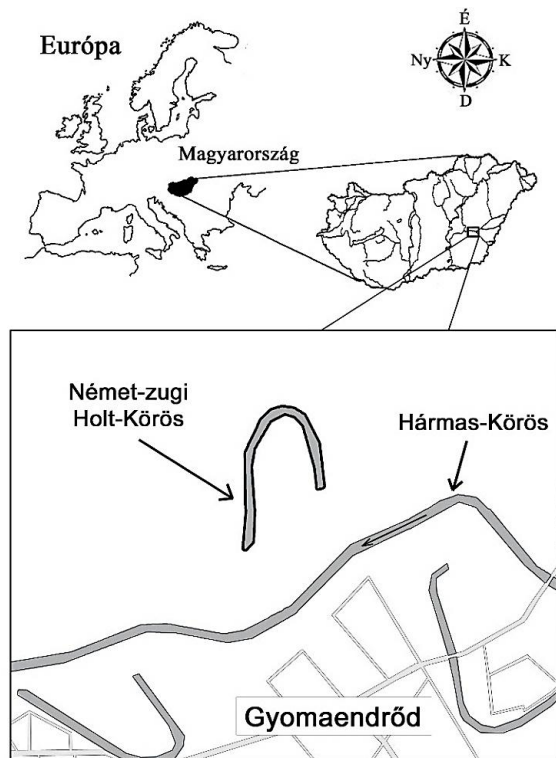 Európa
É
Ny
K
D
Magyarország
Német-zugi
Holt-Körös
Hármas-Körös
Gyomaendrőd